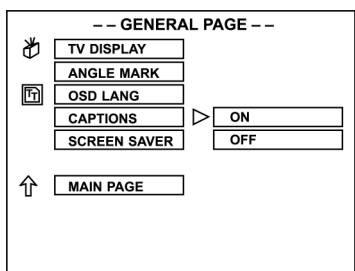 -- GENERAL PAGE --
TV DISPLAY
ANGLE MARK
OSD LANG
CAPTIONS ON
SCREEN SAVER OFF
MAIN PAGE